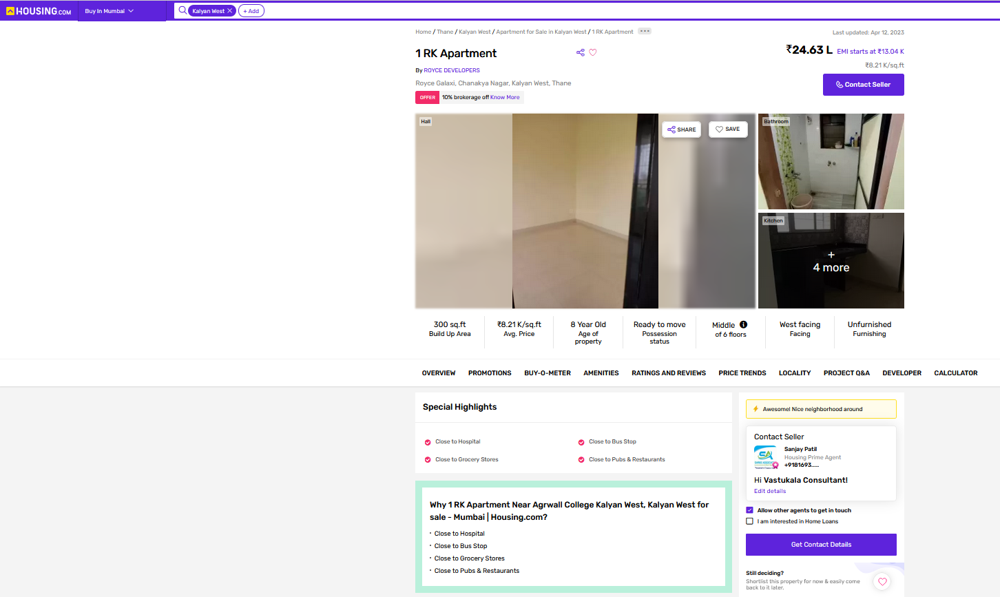 HOUSING.COM
Buy In Mumbai
Kalyan West
+ Add
Home / Thane / Kalyan West / Apartment for Sale in Kalyan West / 1 RK Apartment
Last updated: Apr 12, 2023
1 RK Apartment
₹24.63 L EMI starts at ₹13.04 K
₹8.21 K/sq.ft
By ROYCE DEVELOPERS
Royce Galaxi, Chanakya Nagar, Kalyan West, Thane
Contact Seller
OFFER 10% brokerage off Know More
Hall
SHARE
SAVE
Bathroom
Kitchen
+
4 more
300 sq.ft
Build Up Area
₹8.21 K/sq.ft
Avg. Price
8 Year Old
Age of
property
Ready to move
Possession
status
Middle
of 6 floors
West facing
Facing
Unfurnished
Furnishing
OVERVIEW PROMOTIONS BUY-O-METER AMENITIES RATINGS AND REVIEWS PRICE TRENDS LOCALITY PROJECT Q&A DEVELOPER CALCULATOR
Special Highlights
Close to Hospital
Close to Bus Stop
Close to Grocery Stores
Close to Pubs & Restaurants
Why 1 RK Apartment Near Agrwall College Kalyan West, Kalyan West for
sale - Mumbai | Housing.com?
· Close to Hospital
· Close to Bus Stop
· Close to Grocery Stores
· Close to Pubs & Restaurants
Awesome! Nice neighborhood around
Contact Seller
Sanjay Patil
Housing Prime Agent
+9181693.....
Hi Vastukala Consultant!
Edit details
Allow other agents to get in touch
I am interested in Home Loans
Get Contact Details
Still deciding?
Shortlist this property for now & easily come
back to it later.